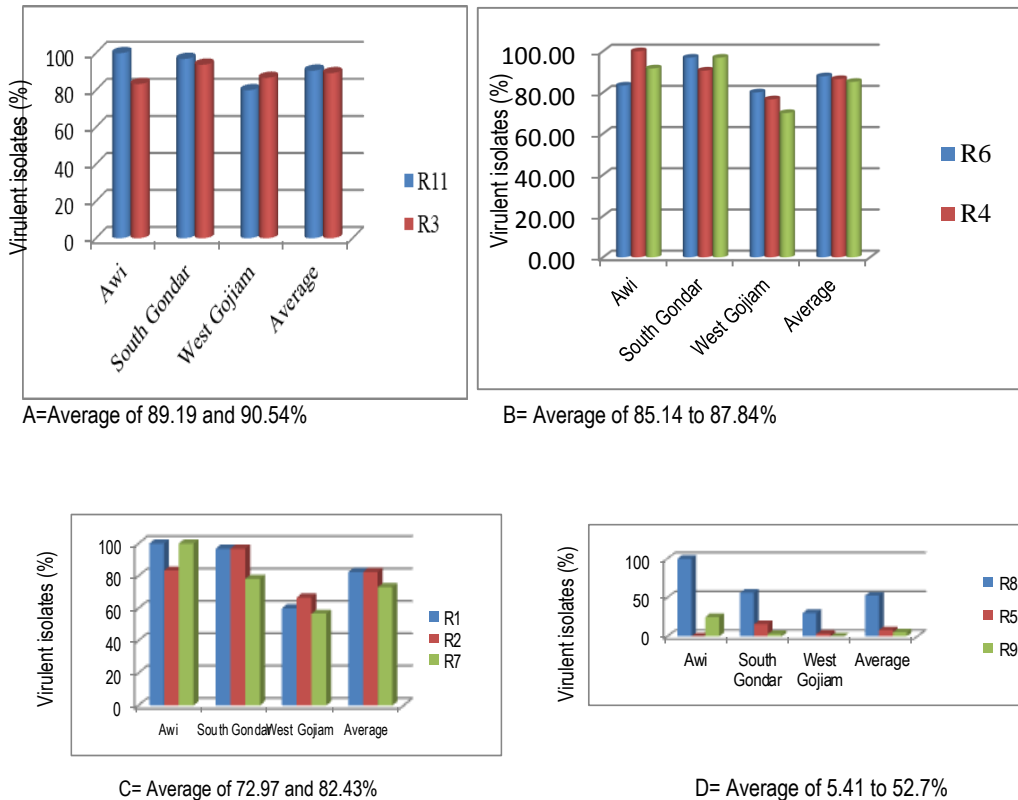 Virulent isolates (%)
100
80
60
40
20
0
Awi
South Gondar
West Gojiam
Average
R11
R3
A=Average of 89.19 and 90.54%
Virulent isolates (%)
100.00
80.00
60.00
40.00
20.00
0.00
Awi
South Gondar
West Gojiam
Average
R6
R4
B= Average of 85.14 to 87.84%
Virulent isolates (%)
100
80
60
40
20
0
Awi
South Gondar
West Gojiam
Average
R1
R2
R7
C= Average of 72.97 and 82.43%
Virulent isolates (%)
100
50
0
Awi
South
Gondar
West
Gojiam
Average
R8
R5
R9
D= Average of 5.41 to 52.7%